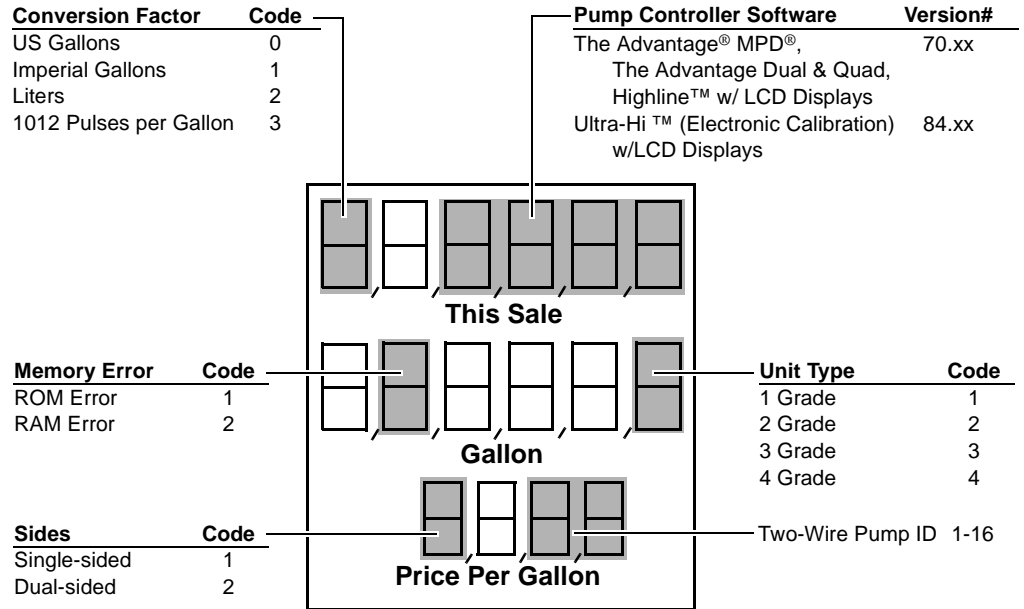 Conversion Factor Code
US Gallons 0
Imperial Gallons 1
Liters 2
1012 Pulses per Gallon 3
Pump Controller Software Version#
The Advantage® MPD®, 70.xx
The Advantage Dual & Quad,
Highline™ w/ LCD Displays
Ultra-Hi ™ (Electronic Calibration) 84.xx
w/LCD Displays
This Sale
Memory Error Code
ROM Error 1
RAM Error 2
Gallon
Unit Type Code
1 Grade 1
2 Grade 2
3 Grade 3
4 Grade 4
Sides Code
Single-sided 1
Dual-sided 2
Two-Wire Pump ID 1-16
Price Per Gallon